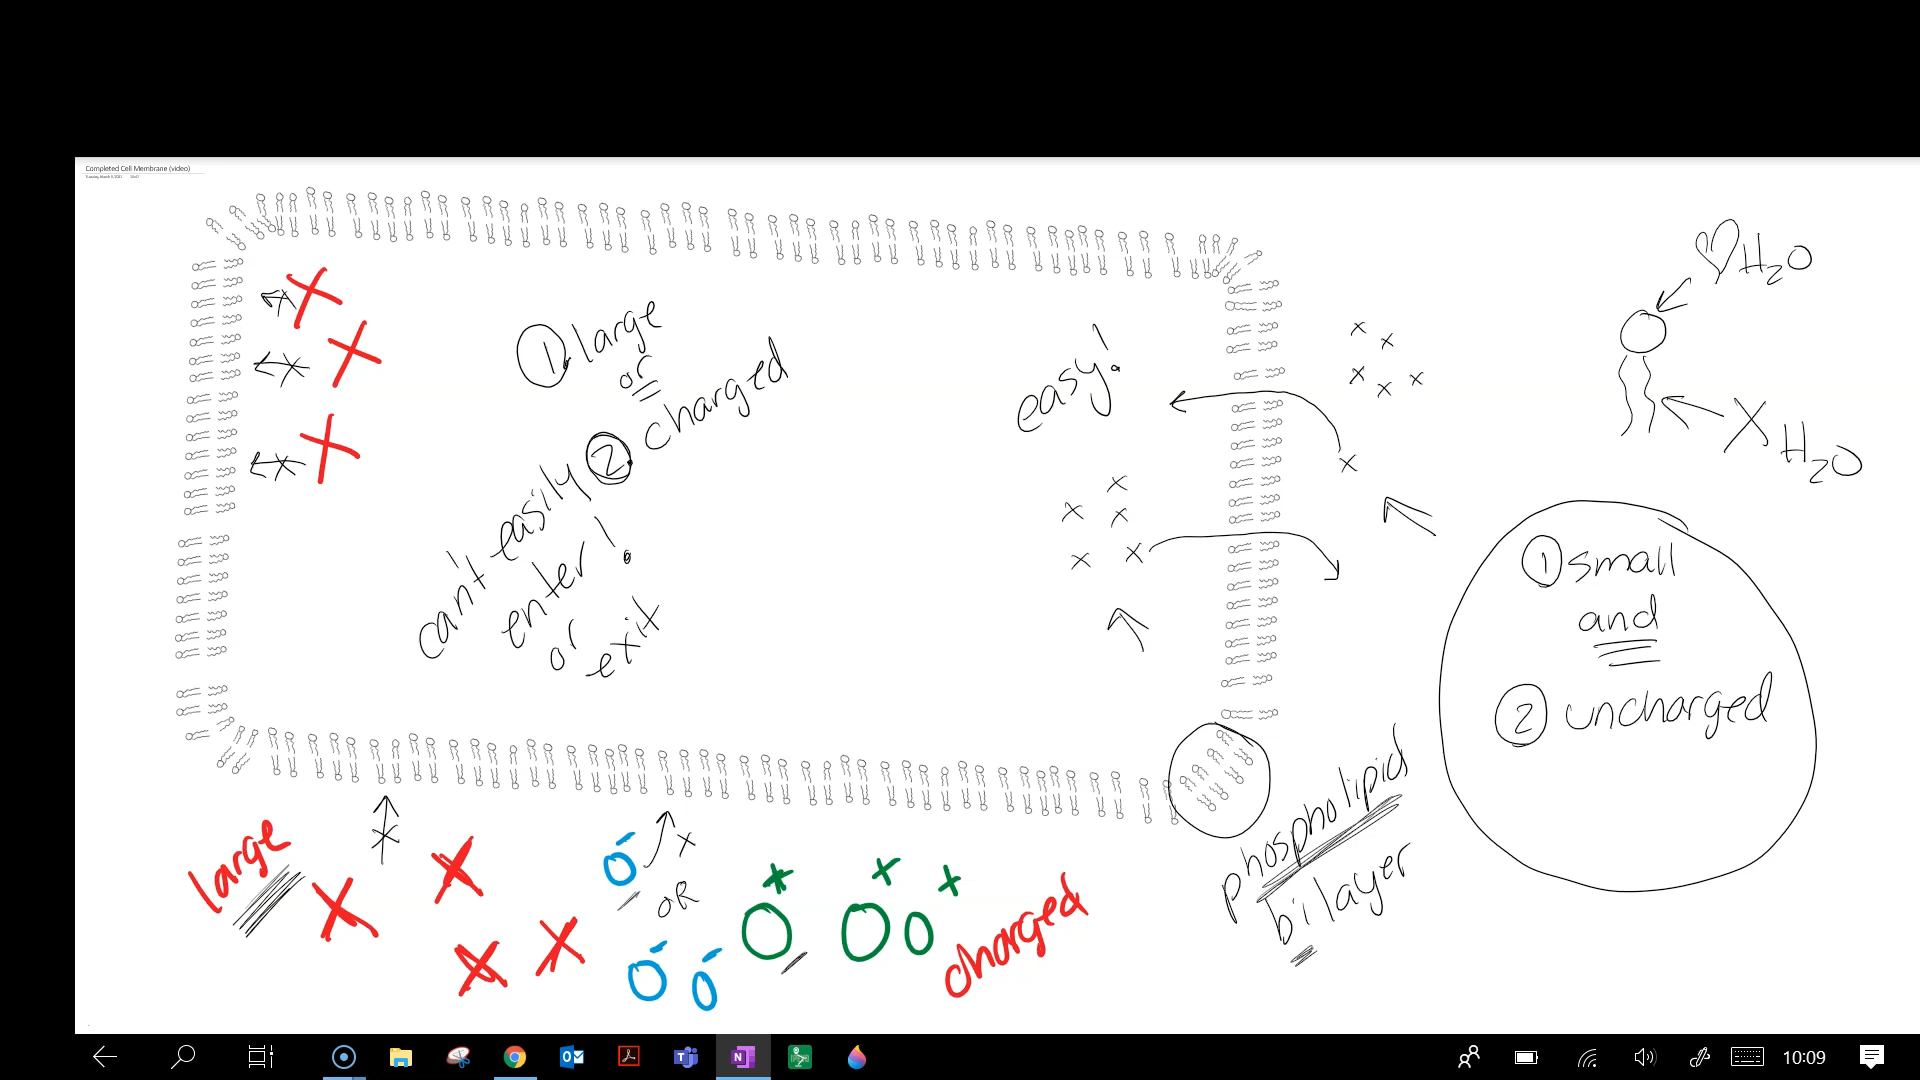 Completed Cell Membrane (video)
♡H₂O
X H₂O
① large
or
② charged
can't easily
enter!
or
exit
easy!
① small
and
② uncharged
phospholipid
bilayer
large
OR
charged
10:09